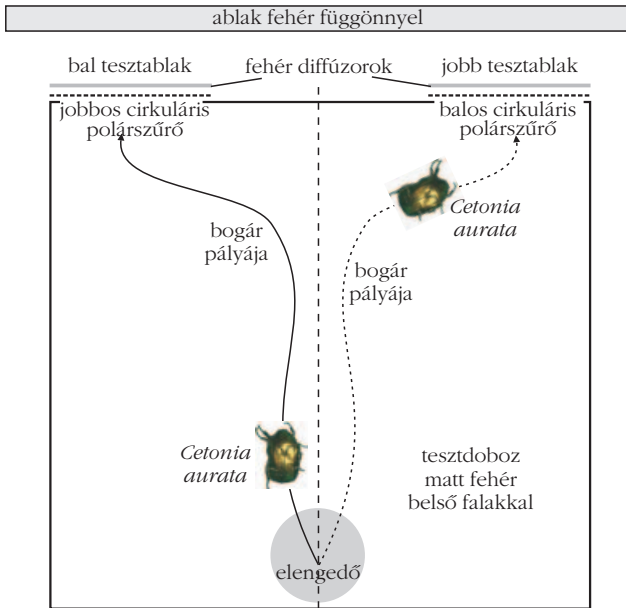 ablak fehér függönnyel
bal tesztablak
fehér diffúzorok
jobb tesztablak
jobbos cirkuláris
polárszűrő
balos cirkuláris
polárszűrő
Cetonia
aurata
bogár
pályája
bogár
pályája
Cetonia
aurata
tesztdoboz
matt fehér
belső falakkal
elengedő